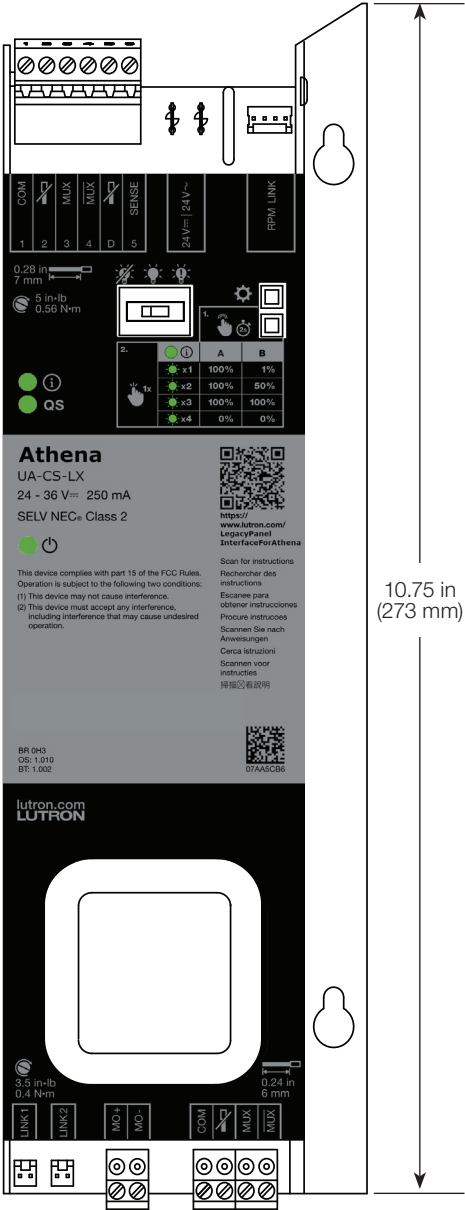 COM
MUX
MUX
SENSE
1
2
3
4
D
5
24V⎓ | 24V~
RPM LINK
0.28 in
7 mm
5 in•lb
0.56 N•m
1.
2s
2.
1x
i A B
x1 100% 1%
x2 100% 50%
x3 100% 100%
x4 0% 0%
i
QS
Athena
UA-CS-LX
24 - 36 V⎓ 250 mA
SELV NEC® Class 2
This device complies with part 15 of the FCC Rules.
Operation is subject to the following two conditions:
(1) This device may not cause interference.
(2) This device must accept any interference,
including interference that may cause undesired
operation.
https://
www.lutron.com/
LegacyPanel
InterfaceForAthena
Scan for instructions
Rechercher des
instructions
Escanee para
obtener instrucciones
Procure instrucoes
Scannen Sie nach
Anweisungen
Cerca istruzioni
Scannen voor
instructies
掃描☒看說明
BR 0H3
OS: 1.010
BT: 1.002
07AA5CB6
lutron.com
LUTRON
3.5 in•lb
0.4 N•m
0.24 in
6 mm
LINK1
LINK2
MO+
MO-
COM
MUX
MUX
10.75 in
(273 mm)